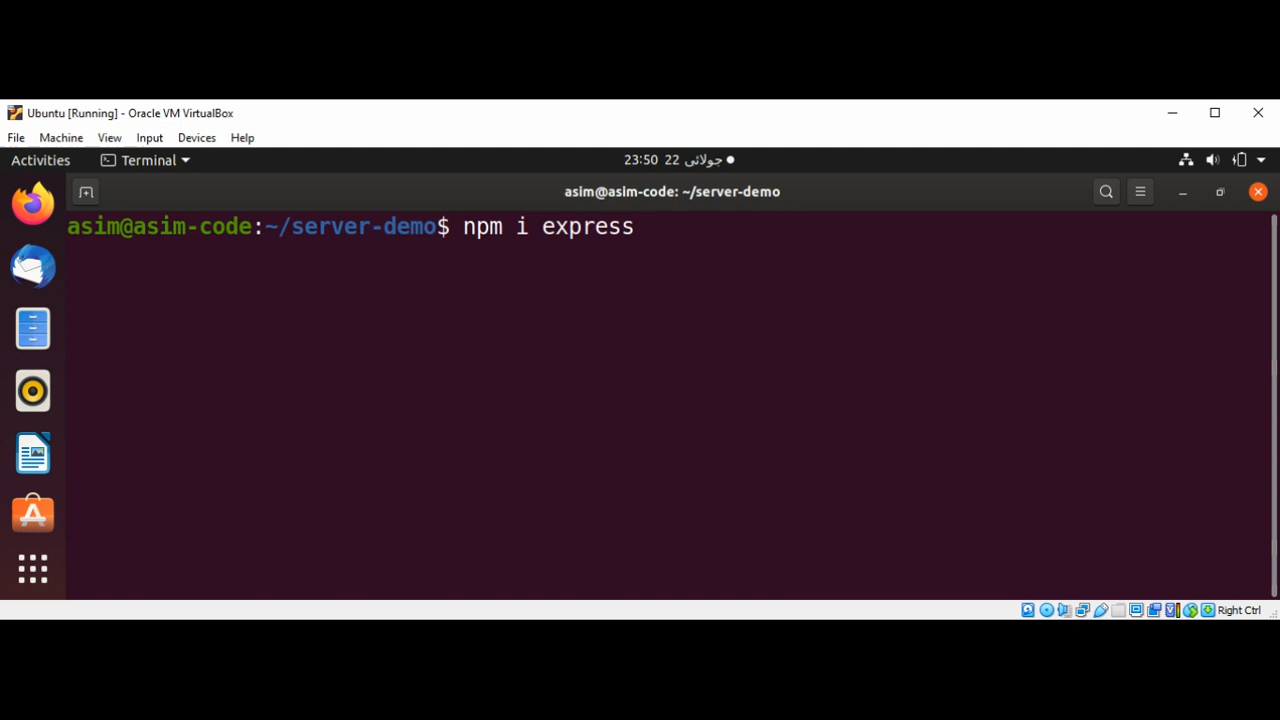 Ubuntu [Running] - Oracle VM VirtualBox
File Machine View Input Devices Help
Activities Terminal 23:50 22 جولائی
asim@asim-code: ~/server-demo
asim@asim-code:~/server-demo$ npm i express
Right Ctrl